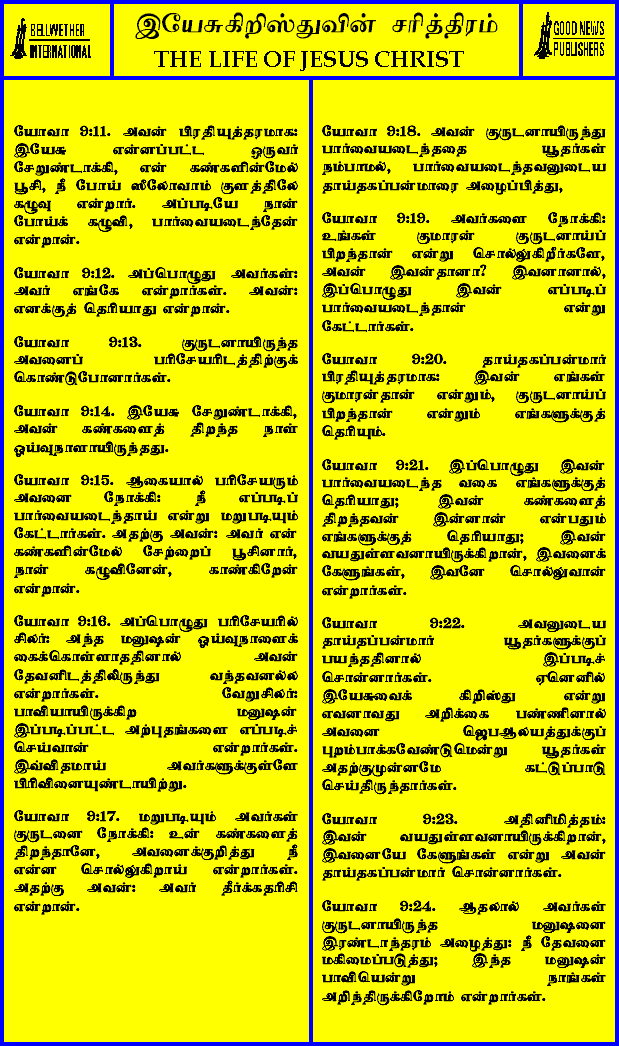 BELLWETHER
INTERNATIONAL
இயேசுகிறிஸ்துவின் சரித்திரம்
THE LIFE OF JESUS CHRIST
GOOD NEWS
PUBLISHERS
யோவா 9:11. அவன் பிரதியுத்தரமாக:
இயேசு என்னப்பட்ட ஒருவர்
சேறுண்டாக்கி, என் கண்களின்மேல்
பூசி, நீ போய் ஸீலோவாம் குளத்திலே
கழுவு என்றார். அப்படியே நான்
போய்க் கழுவி, பார்வையடைந்தேன்
என்றான்.
யோவா 9:12. அப்பொழுது அவர்கள்:
அவர் எங்கே என்றார்கள். அவன்:
எனக்குத் தெரியாது என்றான்.
யோவா 9:13. குருடனாயிருந்த
அவனைப் பரிசேயரிடத்திற்குக்
கொண்டுபோனார்கள்.
யோவா 9:14. இயேசு சேறுண்டாக்கி,
அவன் கண்களைத் திறந்த நாள்
ஓய்வுநாளாயிருந்தது.
யோவா 9:15. ஆகையால் பரிசேயரும்
அவனை நோக்கி: நீ எப்படிப்
பார்வையடைந்தாய் என்று மறுபடியும்
கேட்டார்கள். அதற்கு அவன்: அவர் என்
கண்களின்மேல் சேற்றைப் பூசினார்,
நான் கழுவினேன், காண்கிறேன்
என்றான்.
யோவா 9:16. அப்பொழுது பரிசேயரில்
சிலர்: அந்த மனுஷன் ஓய்வுநாளைக்
கைக்கொள்ளாததினால் அவன்
தேவனிடத்திலிருந்து வந்தவனல்ல
என்றார்கள். வேறுசிலர்:
பாவியாயிருக்கிற மனுஷன்
இப்படிப்பட்ட அற்புதங்களை எப்படிச்
செய்வான் என்றார்கள்.
இவ்விதமாய் அவர்களுக்குள்ளே
பிரிவினையுண்டாயிற்று.
யோவா 9:17. மறுபடியும் அவர்கள்
குருடனை நோக்கி: உன் கண்களைத்
திறந்தானே, அவனைக்குறித்து நீ
என்ன சொல்லுகிறாய் என்றார்கள்.
அதற்கு அவன்: அவர் தீர்க்கதரிசி
என்றான்.
யோவா 9:18. அவன் குருடனாயிருந்து
பார்வையடைந்ததை யூதர்கள்
நம்பாமல், பார்வையடைந்தவனுடைய
தாய்தகப்பன்மாரை அழைப்பித்து,
யோவா 9:19. அவர்களை நோக்கி:
உங்கள் குமாரன் குருடனாய்ப்
பிறந்தான் என்று சொல்லுகிறீர்களே,
அவன் இவன்தானா? இவனானால்,
இப்பொழுது இவன் எப்படிப்
பார்வையடைந்தான் என்று
கேட்டார்கள்.
யோவா 9:20. தாய்தகப்பன்மார்
பிரதியுத்தரமாக: இவன் எங்கள்
குமாரன்தான் என்றும், குருடனாய்ப்
பிறந்தான் என்றும் எங்களுக்குத்
தெரியும்.
யோவா 9:21. இப்பொழுது இவன்
பார்வையடைந்த வகை எங்களுக்குத்
தெரியாது; இவன் கண்களைத்
திறந்தவன் இன்னான் என்பதும்
எங்களுக்குத் தெரியாது; இவன்
வயதுள்ளவனாயிருக்கிறான், இவனைக்
கேளுங்கள், இவனே சொல்லுவான்
என்றார்கள்.
யோவா 9:22. அவனுடைய
தாய்தப்பன்மார் யூதர்களுக்குப்
பயந்ததினால் இப்படிச்
சொன்னார்கள். ஏனெனில்
இயேசுவைக் கிறிஸ்து என்று
எவனாவது அறிக்கை பண்ணினால்
அவனை ஜெபஆலயத்துக்குப்
புறம்பாக்கவேண்டுமென்று யூதர்கள்
அதற்குமுன்னமே கட்டுப்பாடு
செய்திருந்தார்கள்.
யோவா 9:23. அதினிமித்தம்:
இவன் வயதுள்ளவனாயிருக்கிறான்,
இவனையே கேளுங்கள் என்று அவன்
தாய்தகப்பன்மார் சொன்னார்கள்.
யோவா 9:24. ஆதலால் அவர்கள்
குருடனாயிருந்த மனுஷனை
இரண்டாந்தரம் அழைத்து: நீ தேவனை
மகிமைப்படுத்து; இந்த மனுஷன்
பாவியென்று நாங்கள்
அறிந்திருக்கிறோம் என்றார்கள்.